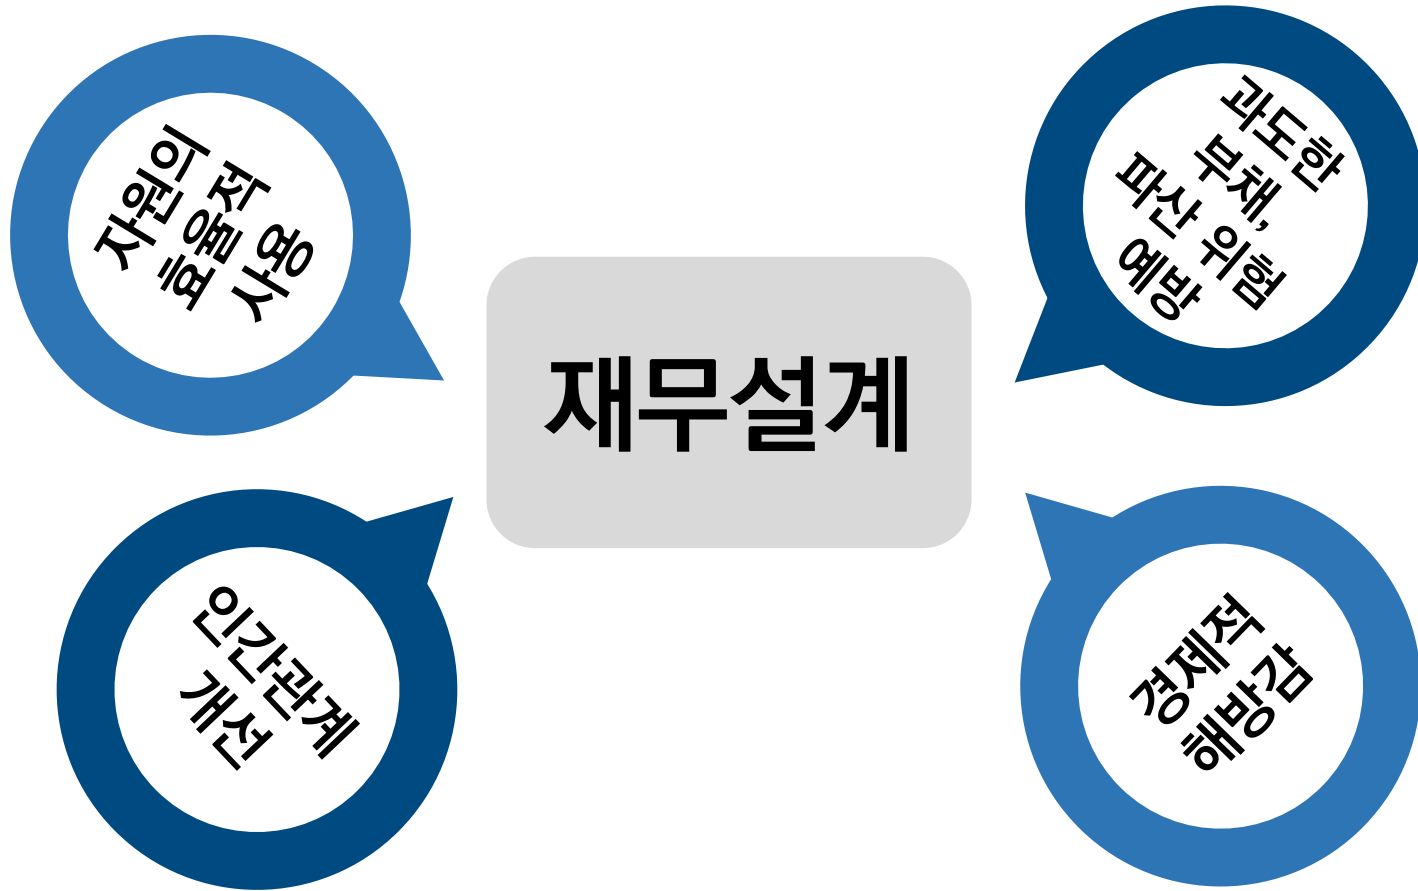 자원의
효율적
사용
과도한
부채,
파산 위험
예방
재무설계
인간관계
개선
경제적
해방감